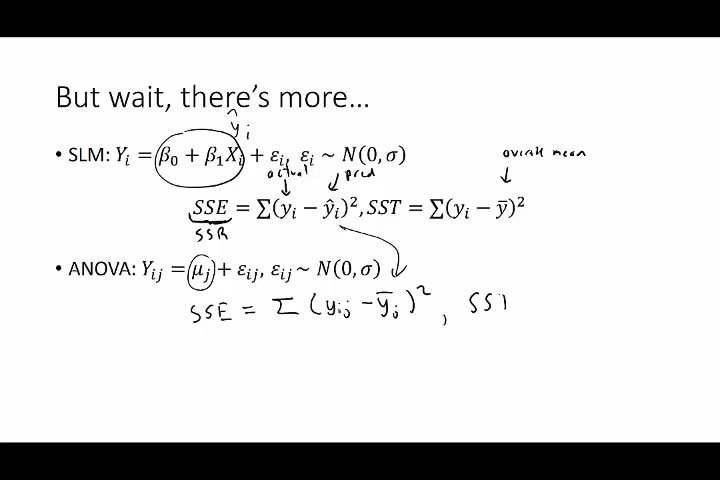 But wait, there's more...
ŷᵢ
• SLM: Yᵢ = β₀ + β₁Xᵢ + εᵢ, εᵢ ~ N(0, σ)
actual pred overall mean
SSE = Σ(yᵢ − ŷᵢ)², SST = Σ(yᵢ − ȳ)²
SSR
• ANOVA: Yᵢⱼ = μⱼ + εᵢⱼ, εᵢⱼ ~ N(0, σ)
SSE = Σ (yᵢⱼ − ȳⱼ)², SS